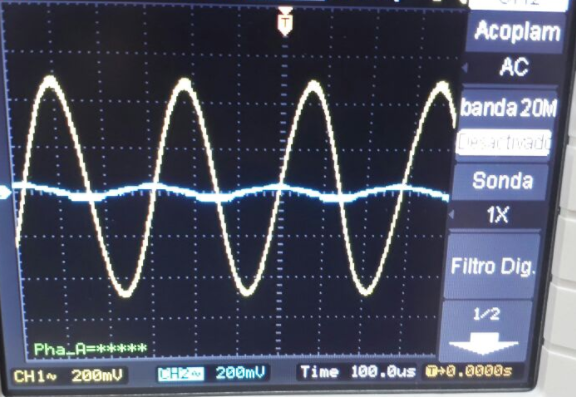 CH2
Acoplam
AC
banda 20M
Desactivado
Sonda
1X
Filtro Dig.
1/2
T
Pha_A=*****
CH1~ 200mV CH2~ 200mV Time 100.0us T→0.0000s